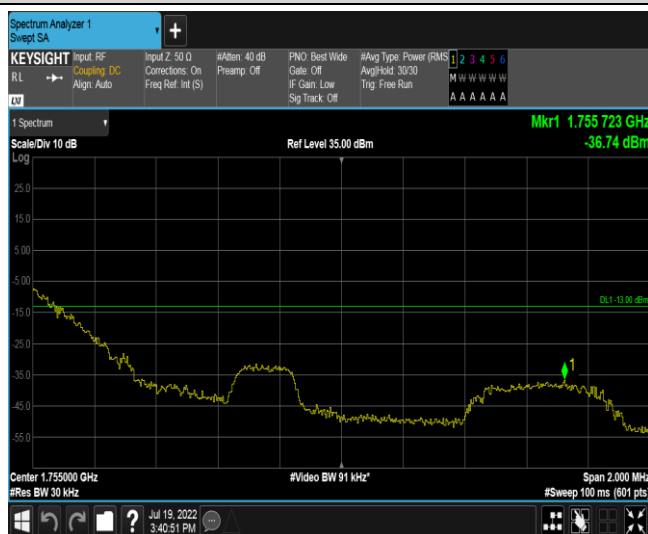 Spectrum Analyzer 1
Swept SA
+
KEYSIGHT
RL
LXI
Input: RF
Coupling: DC
Align: Auto
Input Z: 50 Ω
Corrections: On
Freq Ref: Int (S)
#Atten: 40 dB
Preamp: Off
PNO: Best Wide
Gate: Off
IF Gain: Low
Sig Track: Off
#Avg Type: Power (RMS
Avg|Hold: 30/30
Trig: Free Run
1 2 3 4 5 6
M W W W W W
A A A A A A
1 Spectrum
Scale/Div 10 dB
Ref Level 35.00 dBm
Mkr1 1.755 723 GHz
-36.74 dBm
Log
25.0
15.0
5.00
-5.00
DL1 -13.00 dBm
-15.0
-25.0
1
-35.0
-45.0
-55.0
Center 1.755000 GHz
#Video BW 91 kHz*
Span 2.000 MHz
#Res BW 30 kHz
#Sweep 100 ms (601 pts)
?
Jul 19, 2022
3:40:51 PM